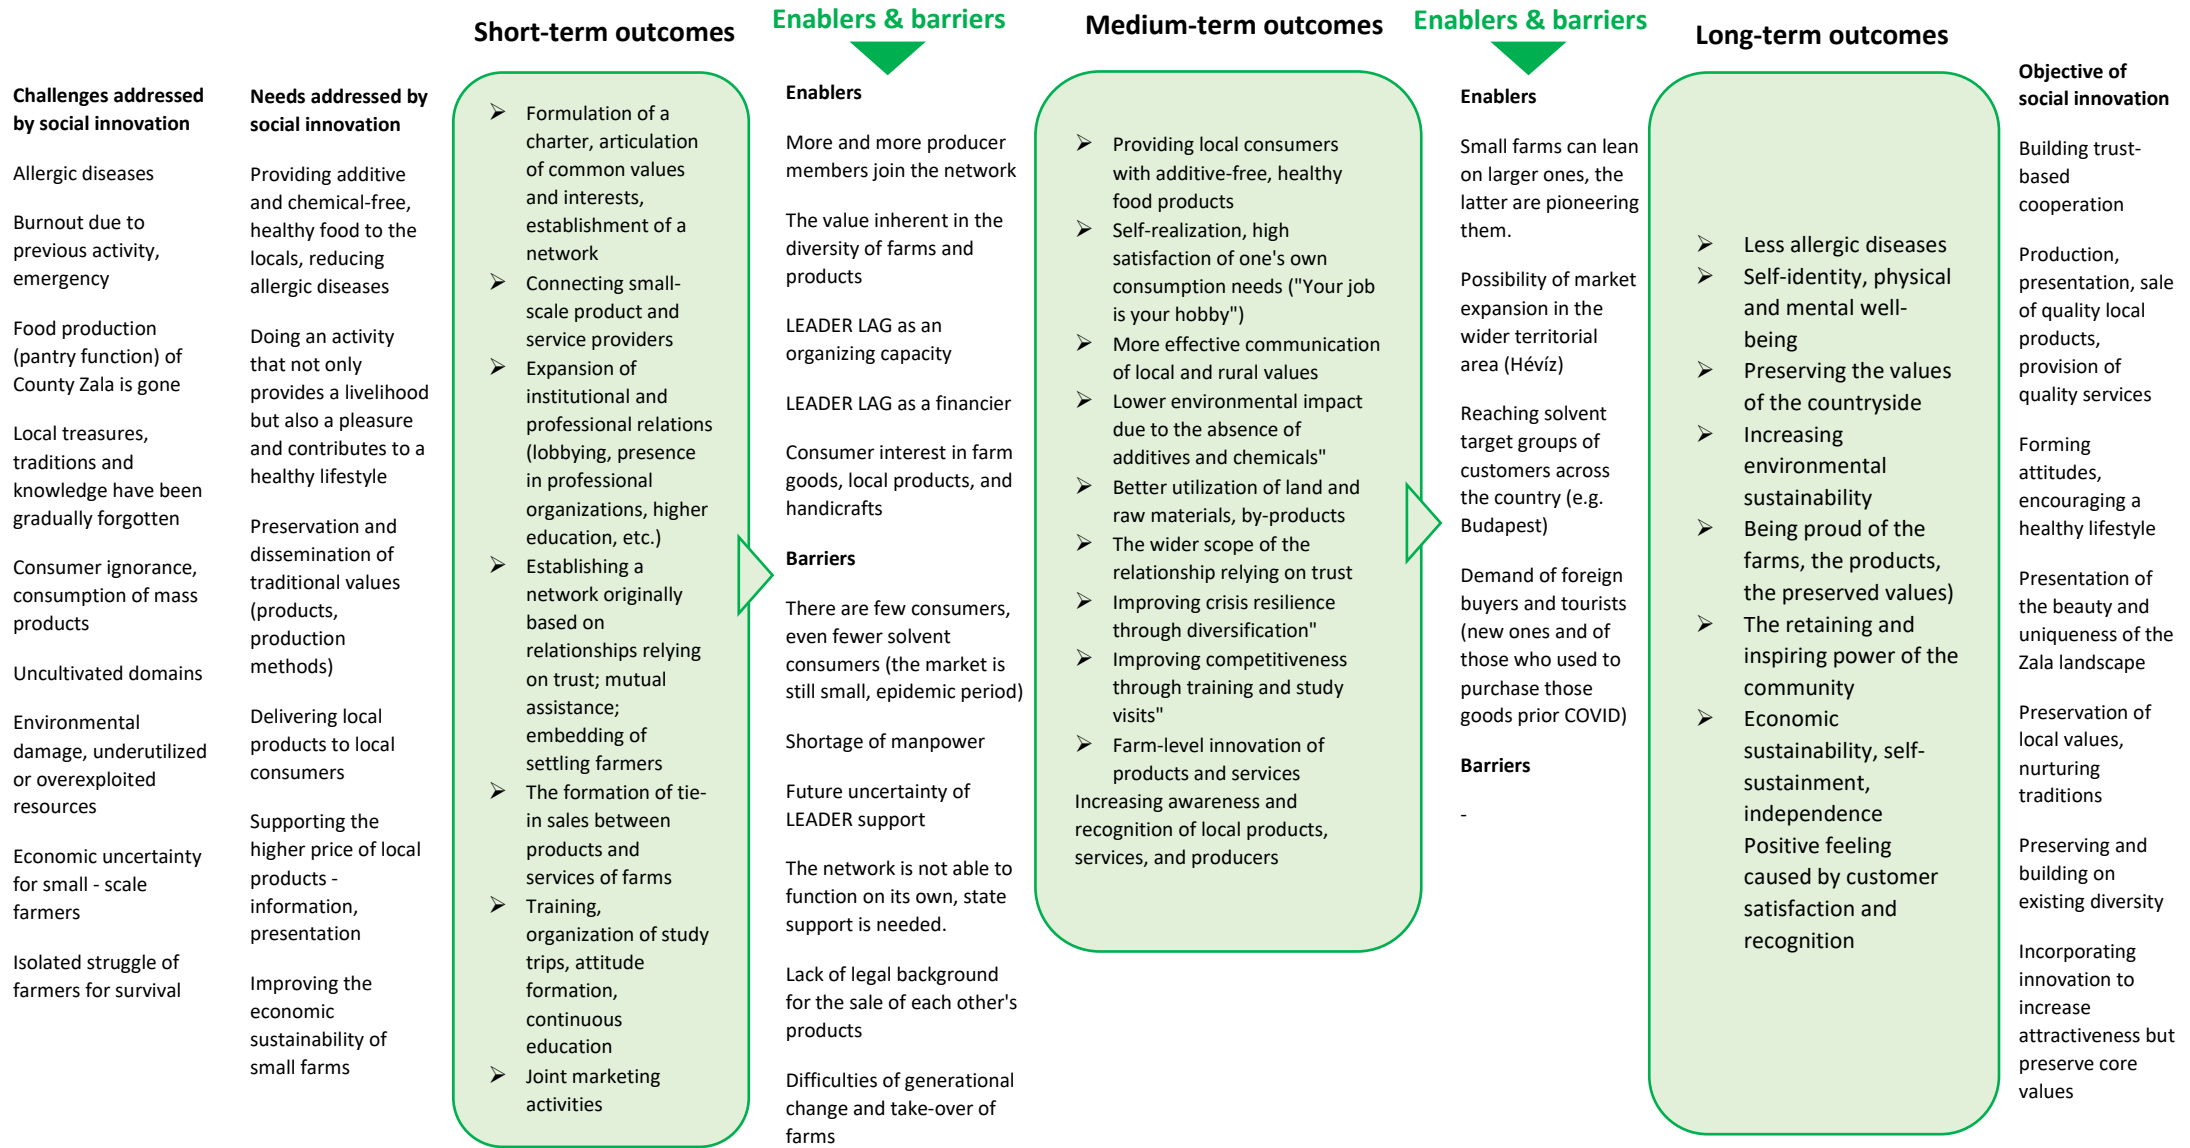 Challenges addressed
by social innovation
Allergic diseases
Burnout due to
previous activity,
emergency
Food production
(pantry function) of
County Zala is gone
Local treasures,
traditions and
knowledge have been
gradually forgotten
Consumer ignorance,
consumption of mass
products
Uncultivated domains
Environmental
damage, underutilized
or overexploited
resources
Economic uncertainty
for small - scale
farmers
Isolated struggle of
farmers for survival
Needs addressed by
social innovation
Providing additive
and chemical-free,
healthy food to the
locals, reducing
allergic diseases
Doing an activity
that not only
provides a livelihood
but also a pleasure
and contributes to a
healthy lifestyle
Preservation and
dissemination of
traditional values
(products,
production
methods)
Delivering local
products to local
consumers
Supporting the
higher price of local
products -
information,
presentation
Improving the
economic
sustainability of
small farms
Short-term outcomes
➢ Formulation of a
charter, articulation
of common values
and interests,
establishment of a
network
➢ Connecting small-
scale product and
service providers
➢ Expansion of
institutional and
professional relations
(lobbying, presence
in professional
organizations, higher
education, etc.)
➢ Establishing a
network originally
based on
relationships relying
on trust; mutual
assistance;
embedding of
settling farmers
➢ The formation of tie-
in sales between
products and
services of farms
➢ Training,
organization of study
trips, attitude
formation,
continuous
education
➢ Joint marketing
activities
Enablers & barriers
Enablers
More and more producer
members join the network
The value inherent in the
diversity of farms and
products
LEADER LAG as an
organizing capacity
LEADER LAG as a financier
Consumer interest in farm
goods, local products, and
handicrafts
Barriers
There are few consumers,
even fewer solvent
consumers (the market is
still small, epidemic period)
Shortage of manpower
Future uncertainty of
LEADER support
The network is not able to
function on its own, state
support is needed.
Lack of legal background
for the sale of each other's
products
Difficulties of generational
change and take-over of
farms
Medium-term outcomes
➢ Providing local consumers
with additive-free, healthy
food products
➢ Self-realization, high
satisfaction of one's own
consumption needs ("Your job
is your hobby")
➢ More effective communication
of local and rural values
➢ Lower environmental impact
due to the absence of
additives and chemicals"
➢ Better utilization of land and
raw materials, by-products
➢ The wider scope of the
relationship relying on trust
➢ Improving crisis resilience
through diversification"
➢ Improving competitiveness
through training and study
visits"
➢ Farm-level innovation of
products and services
Increasing awareness and
recognition of local products,
services, and producers
Enablers & barriers
Enablers
Small farms can lean
on larger ones, the
latter are pioneering
them.
Possibility of market
expansion in the
wider territorial
area (Hévíz)
Reaching solvent
target groups of
customers across
the country (e.g.
Budapest)
Demand of foreign
buyers and tourists
(new ones and of
those who used to
purchase those
goods prior COVID)
Barriers
-
Long-term outcomes
➢ Less allergic diseases
➢ Self-identity, physical
and mental well-
being
➢ Preserving the values
of the countryside
➢ Increasing
environmental
sustainability
➢ Being proud of the
farms, the products,
the preserved values)
➢ The retaining and
inspiring power of the
community
➢ Economic
sustainability, self-
sustainment,
independence
Positive feeling
caused by customer
satisfaction and
recognition
Objective of
social innovation
Building trust-
based
cooperation
Production,
presentation, sale
of quality local
products,
provision of
quality services
Forming
attitudes,
encouraging a
healthy lifestyle
Presentation of
the beauty and
uniqueness of the
Zala landscape
Preservation of
local values,
nurturing
traditions
Preserving and
building on
existing diversity
Incorporating
innovation to
increase
attractiveness but
preserve core
values